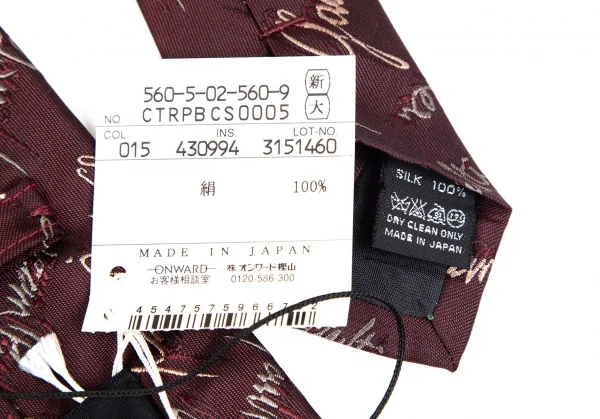 560-5-02-560-9 新
NO. CTRPBCS0005 大
COL. INS. LOT-NO.
015 430994 3151460
絹 100%
MADE IN JAPAN
ONWARD 株 オンワード樫山
お客様相談室 0120-586-300
SILK 100%
DRY CLEAN ONLY
MADE IN JAPAN